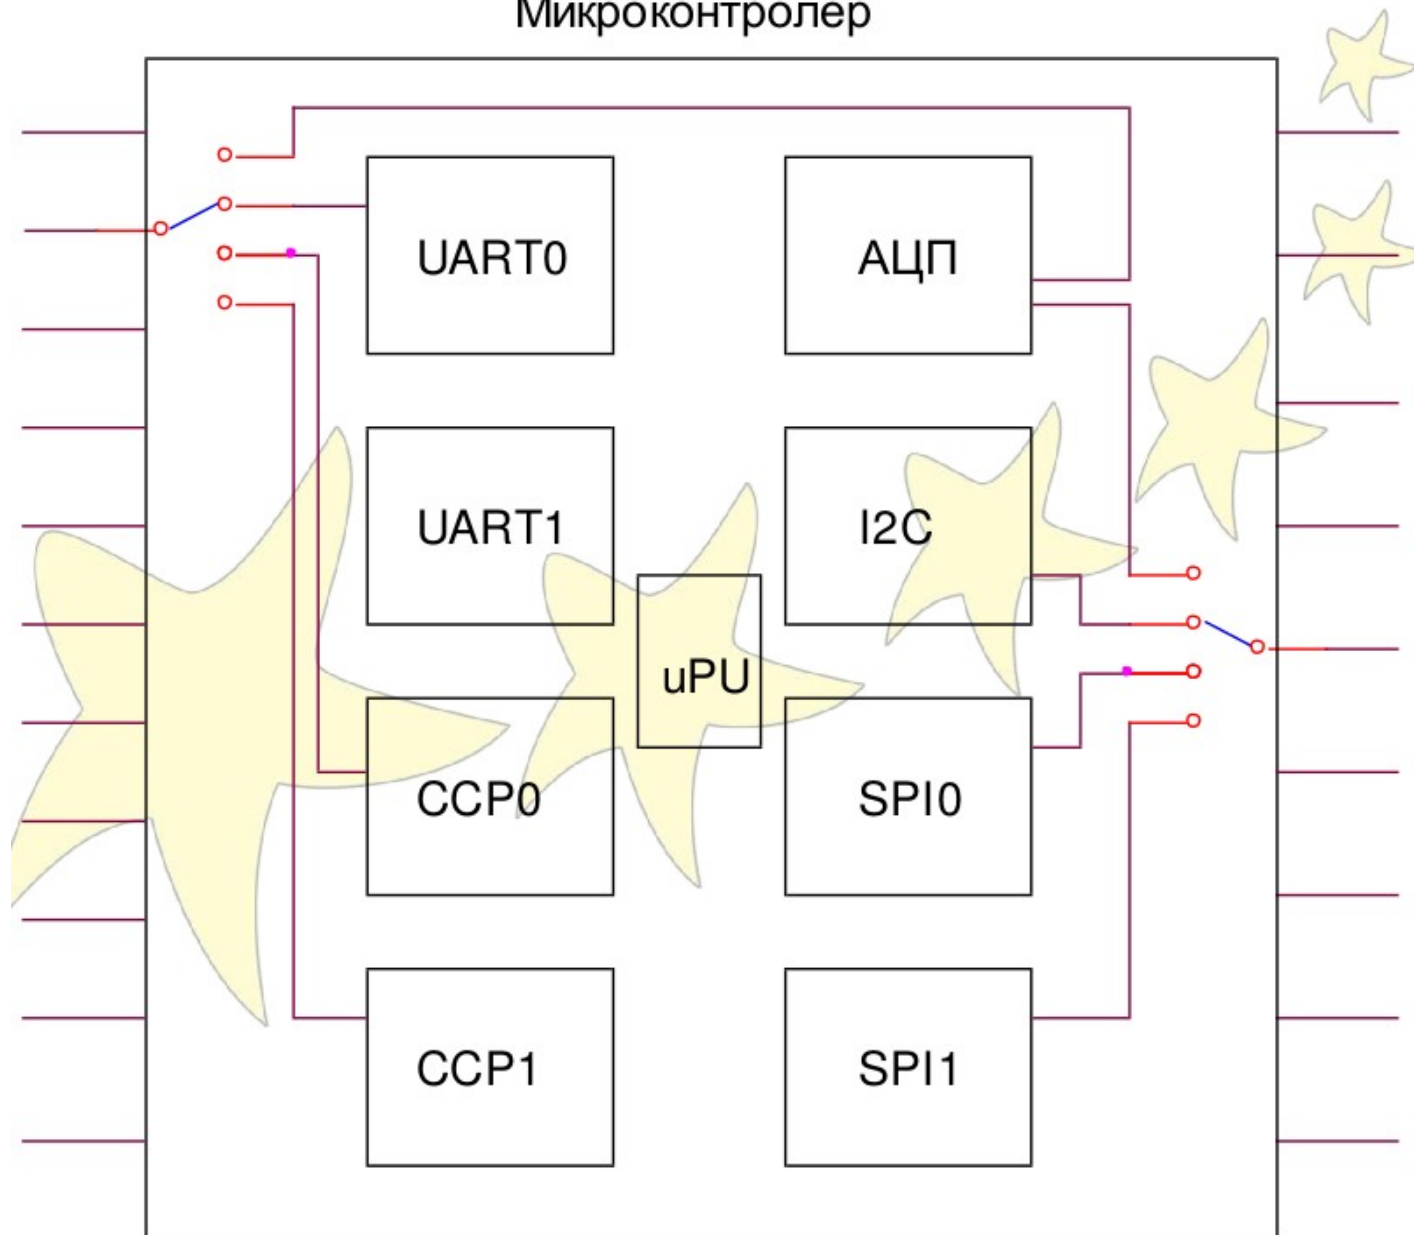 Микроконтролер
UART0
АЦП
UART1
I2C
uPU
CCP0
SPI0
CCP1
SPI1